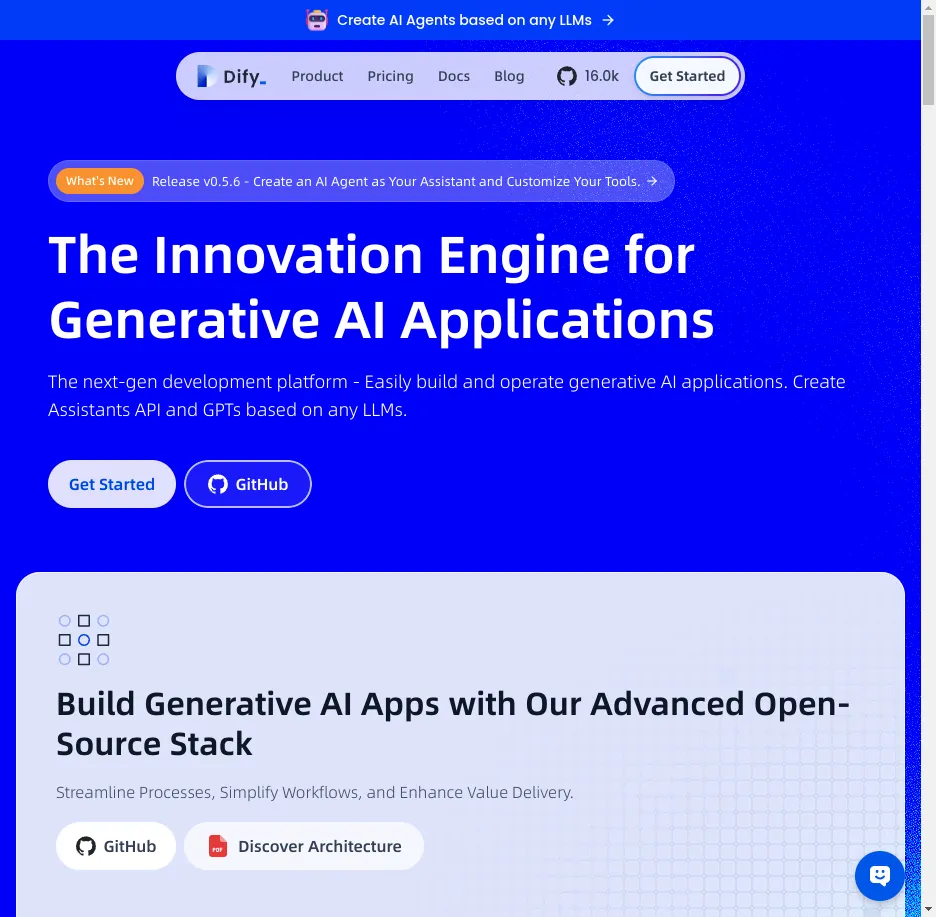 Create AI Agents based on any LLMs →
Dify_
Product
Pricing
Docs
Blog
16.0k
Get Started
What's New
Release v0.5.6 - Create an AI Agent as Your Assistant and Customize Your Tools. →
The Innovation Engine for
Generative AI Applications
The next-gen development platform - Easily build and operate generative AI applications. Create
Assistants API and GPTs based on any LLMs.
Get Started
GitHub
Build Generative AI Apps with Our Advanced Open-
Source Stack
Streamline Processes, Simplify Workflows, and Enhance Value Delivery.
GitHub
PDF
Discover Architecture